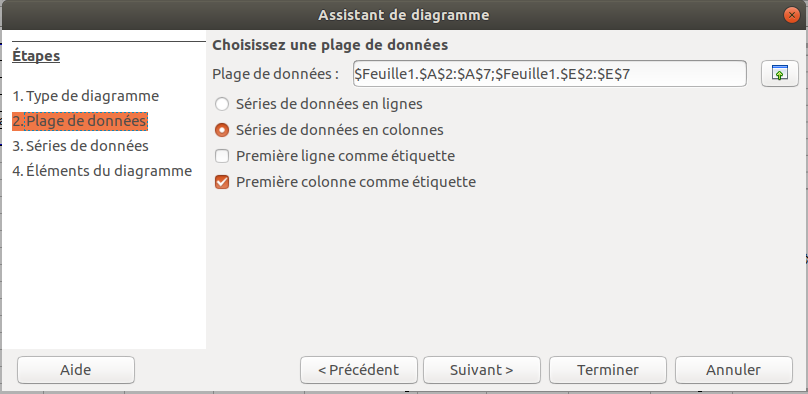 Assistant de diagramme
Étapes
1. Type de diagramme
2. Plage de données
3. Séries de données
4. Éléments du diagramme
Choisissez une plage de données
Plage de données : $Feuille1.$A$2:$A$7;$Feuille1.$E$2:$E$7
Séries de données en lignes
Séries de données en colonnes
Première ligne comme étiquette
Première colonne comme étiquette
Aide < Précédent Suivant > Terminer Annuler